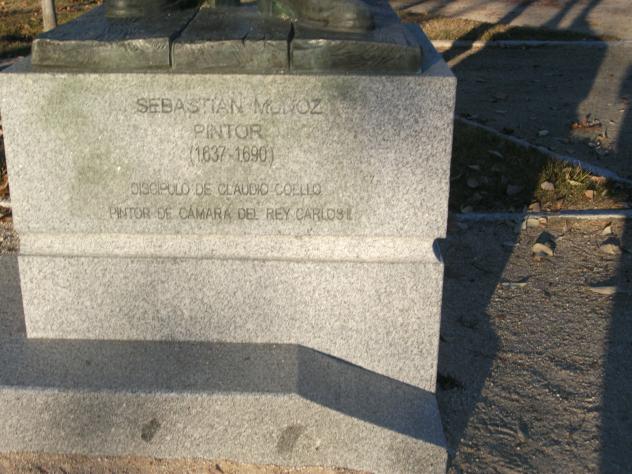 SEBASTIAN MUÑOZ
PINTOR
(1637-1690)
DISCIPULO DE CLAUDIO COELLO
PINTOR DE CAMARA DEL REY CARLOS II